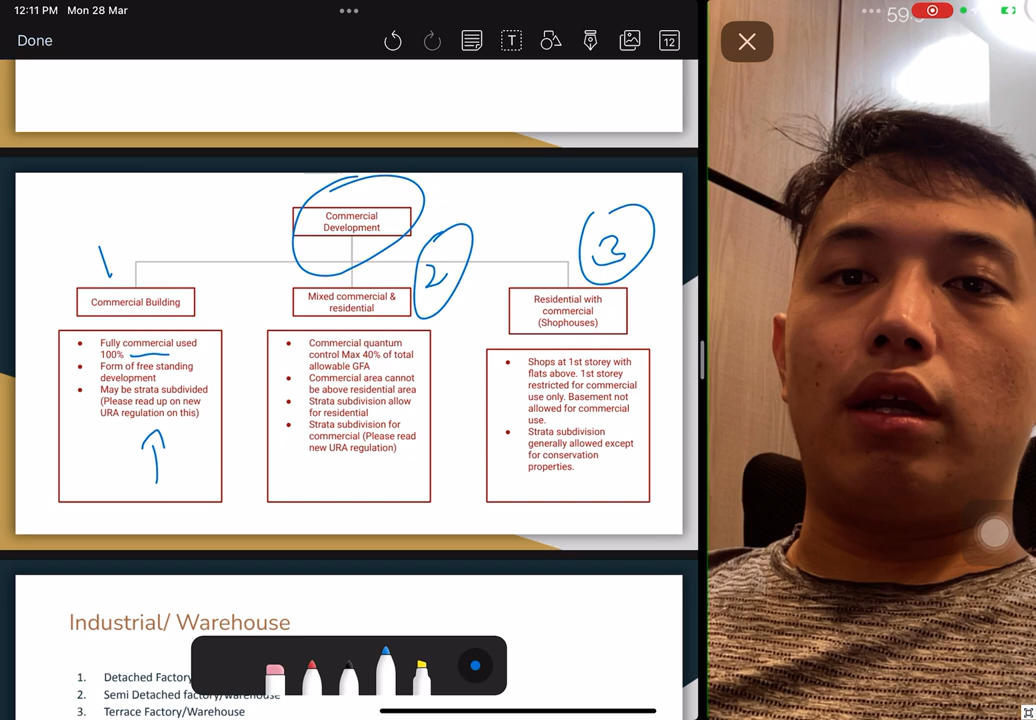 12:11 PM Mon 28 Mar
59
Done
T
12
Commercial
Development
1
2
3
Commercial Building
Mixed commercial &
residential
Residential with
commercial
(Shophouses)
Fully commercial used
100%
Form of free standing
development
May be strata subdivided
(Please read up on new
URA regulation on this)
Commercial quantum
control Max 40% of total
allowable GFA
Commercial area cannot
be above residential area
Strata subdivision allow
for residential
Strata subdivision for
commercial (Please read
new URA regulation)
Shops at 1st storey with
flats above. 1st storey
restricted for commercial
use only. Basement not
allowed for commercial
use.
Strata subdivision
generally allowed except
for conservation
properties.
Industrial/ Warehouse
1. Detached Factory
2. Semi Detached factory/warehouse
3. Terrace Factory/Warehouse